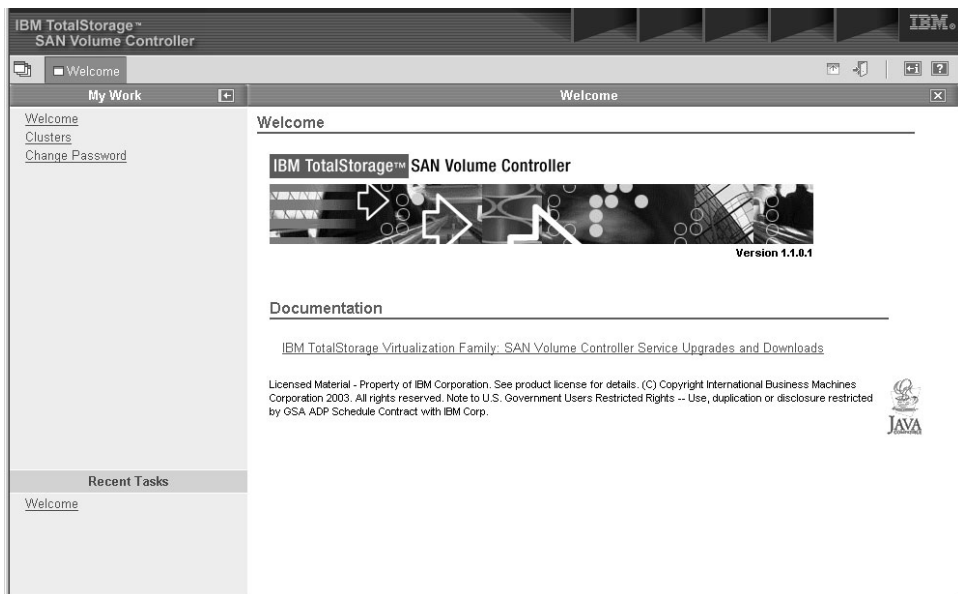 IBM TotalStorage™
SAN Volume Controller
IBM®
Welcome
My Work
Welcome
Welcome
Clusters
Change Password
Welcome
IBM TotalStorage™ SAN Volume Controller
Version 1.1.0.1
Documentation
IBM TotalStorage Virtualization Family: SAN Volume Controller Service Upgrades and Downloads
Licensed Material - Property of IBM Corporation. See product license for details. (C) Copyright International Business Machines
Corporation 2003. All rights reserved. Note to U.S. Government Users Restricted Rights -- Use, duplication or disclosure restricted
by GSA ADP Schedule Contract with IBM Corp.
JAVA
Recent Tasks
Welcome